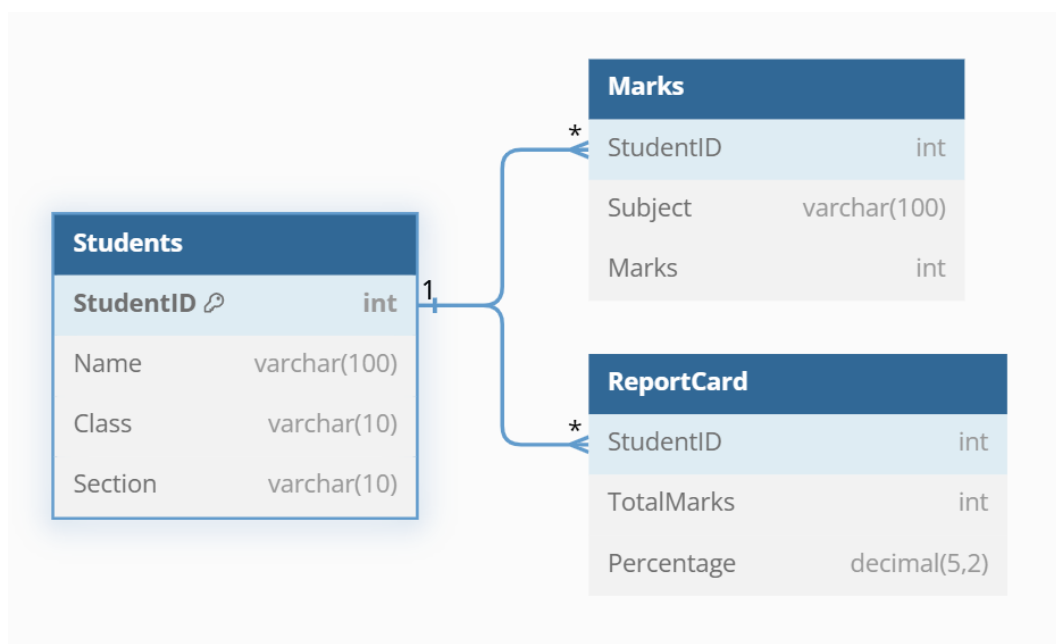 Students
StudentID int
Name varchar(100)
Class varchar(10)
Section varchar(10)
1
*
Marks
StudentID int
Subject varchar(100)
Marks int
*
ReportCard
StudentID int
TotalMarks int
Percentage decimal(5,2)